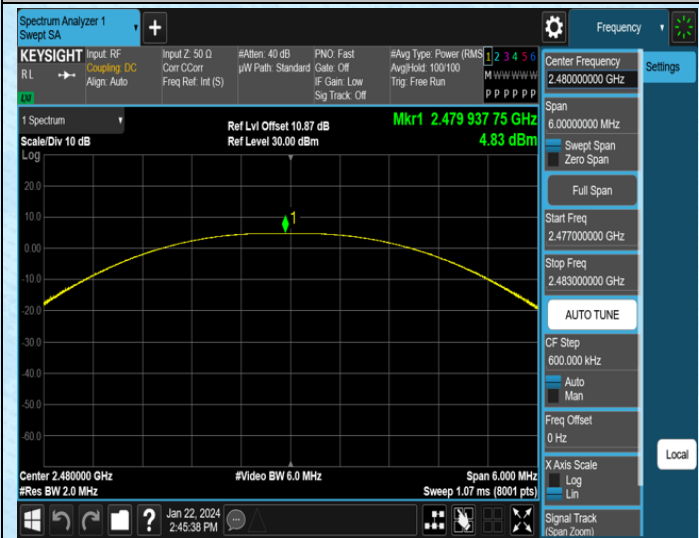 Spectrum Analyzer 1
Swept SA
+
Frequency
KEYSIGHT
RL
LXI
Input: RF
Coupling: DC
Align: Auto
Input Z: 50 Ω
Corr CCorr
Freq Ref: Int (S)
#Atten: 40 dB
µW Path: Standard
PNO: Fast
Gate: Off
IF Gain: Low
Sig Track: Off
#Avg Type: Power (RMS
Avg|Hold: 100/100
Trig: Free Run
1 2 3 4 5 6
M W W W W W
P P P P P P
1 Spectrum
Scale/Div 10 dB
Log
Ref Lvl Offset 10.87 dB
Ref Level 30.00 dBm
Mkr1 2.479 937 75 GHz
4.83 dBm
20.0
10.0
0.00
-10.0
-20.0
-30.0
-40.0
-50.0
-60.0
1
Center 2.480000 GHz
#Res BW 2.0 MHz
#Video BW 6.0 MHz
Span 6.000 MHz
Sweep 1.07 ms (8001 pts)
?
Jan 22, 2024
2:45:38 PM
Center Frequency
2.480000000 GHz
Span
6.00000000 MHz
Swept Span
Zero Span
Full Span
Start Freq
2.477000000 GHz
Stop Freq
2.483000000 GHz
AUTO TUNE
CF Step
600.000 kHz
Auto
Man
Freq Offset
0 Hz
X Axis Scale
Log
Lin
Signal Track
(Span Zoom)
Settings
Local